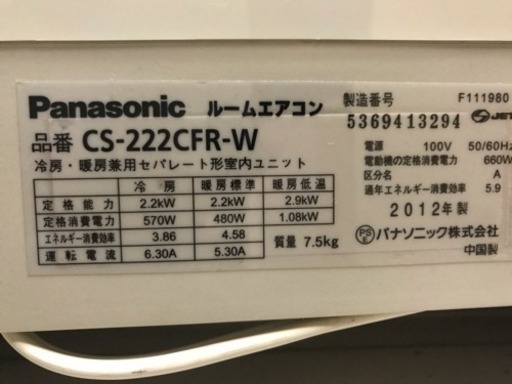 Panasonic ルームエアコン
品番 CS-222CFR-W
冷房・暖房兼用セパレート形室内ユニット
冷房 暖房標準 暖房低温
定格能力 2.2kW 2.2kW 2.9kW
定格消費電力 570W 480W 1.08kW
エネルギー消費効率 3.86 4.58
運転電流 6.30A 5.30A
質量 7.5kg
製造番号 F111980
5369413294 JET
電源 100V 50/60Hz
電動機の定格消費電力 660W
区分名 A
通年エネルギー消費効率 5.9
2012年製
PSE パナソニック株式会社
中国製